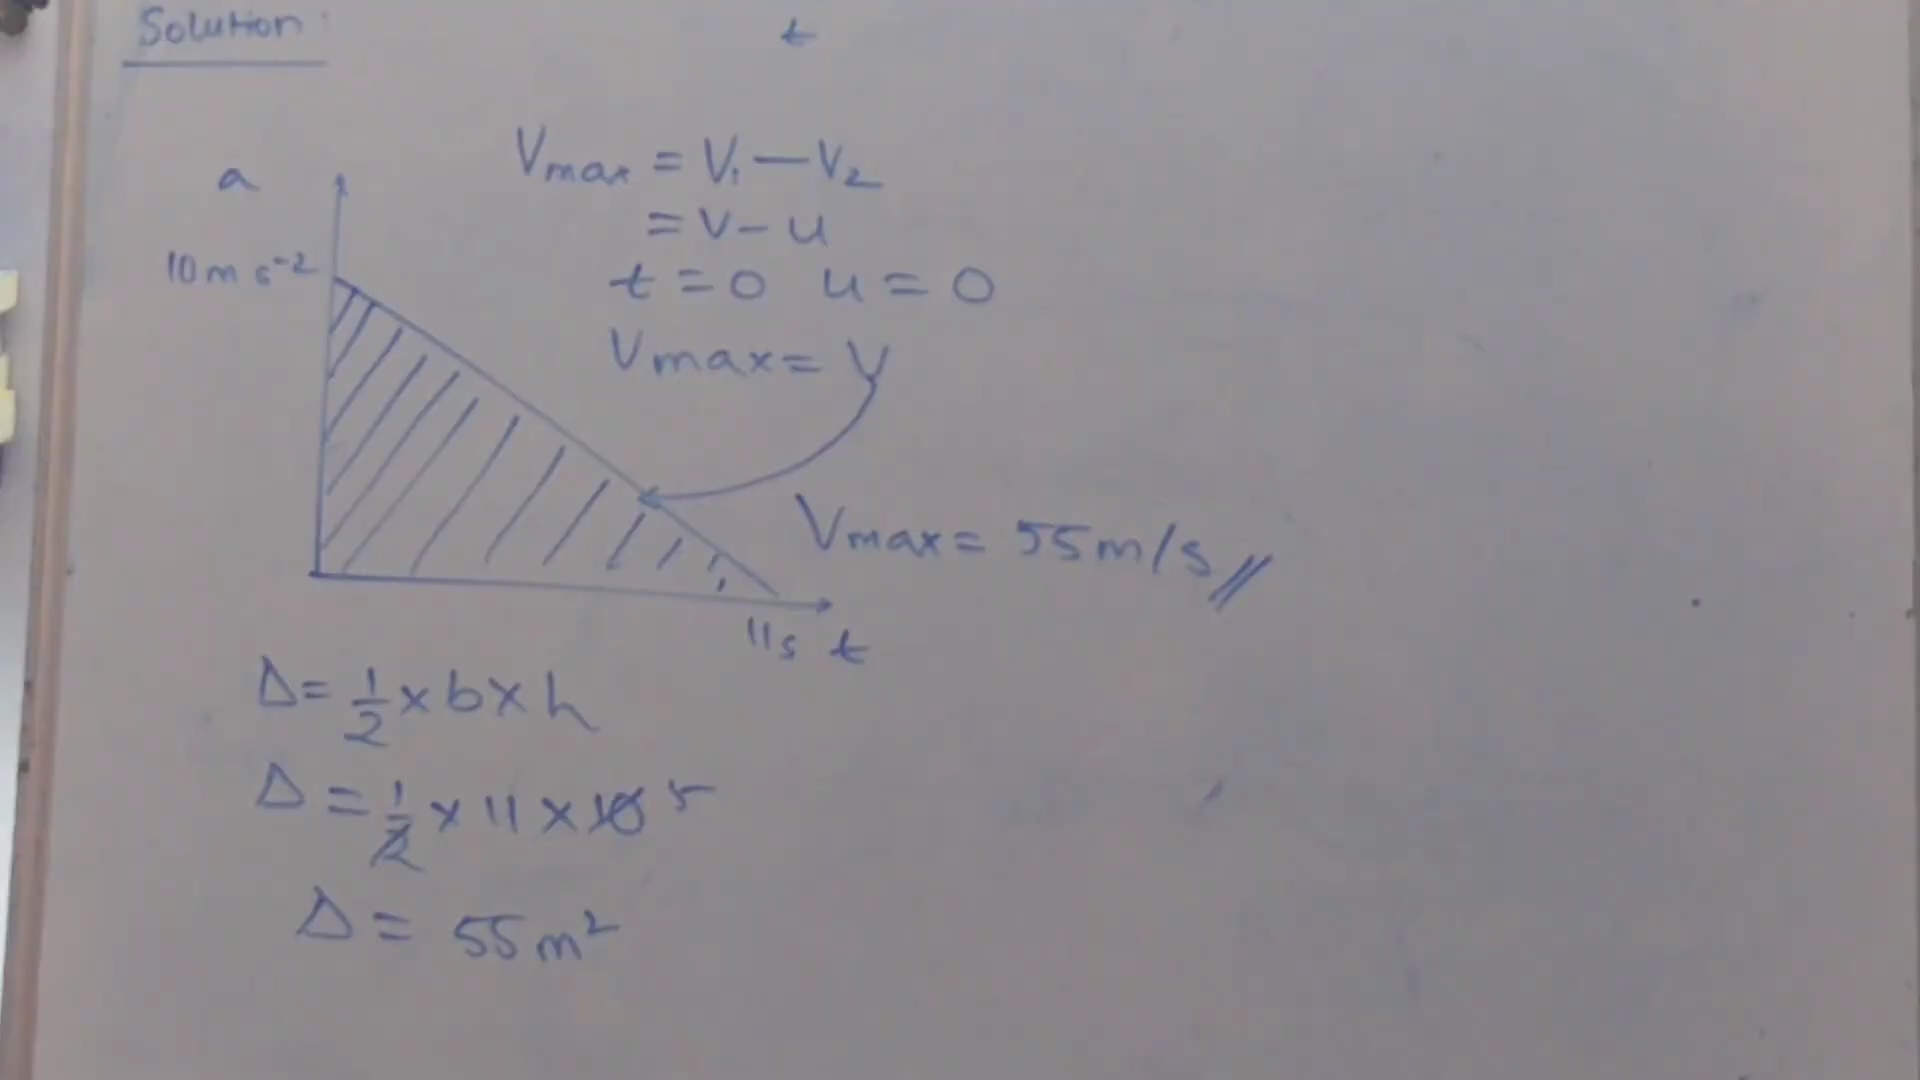 Solution:
t
Vmax = V₁ — V₂
a
= V - u
10 m s⁻²
t = 0 u = 0
Vmax = V
Vmax = 55 m/s //
11s t
Δ = 1/2 × b × h
Δ = 1/2 × 11 × 10 5
Δ = 55 m²